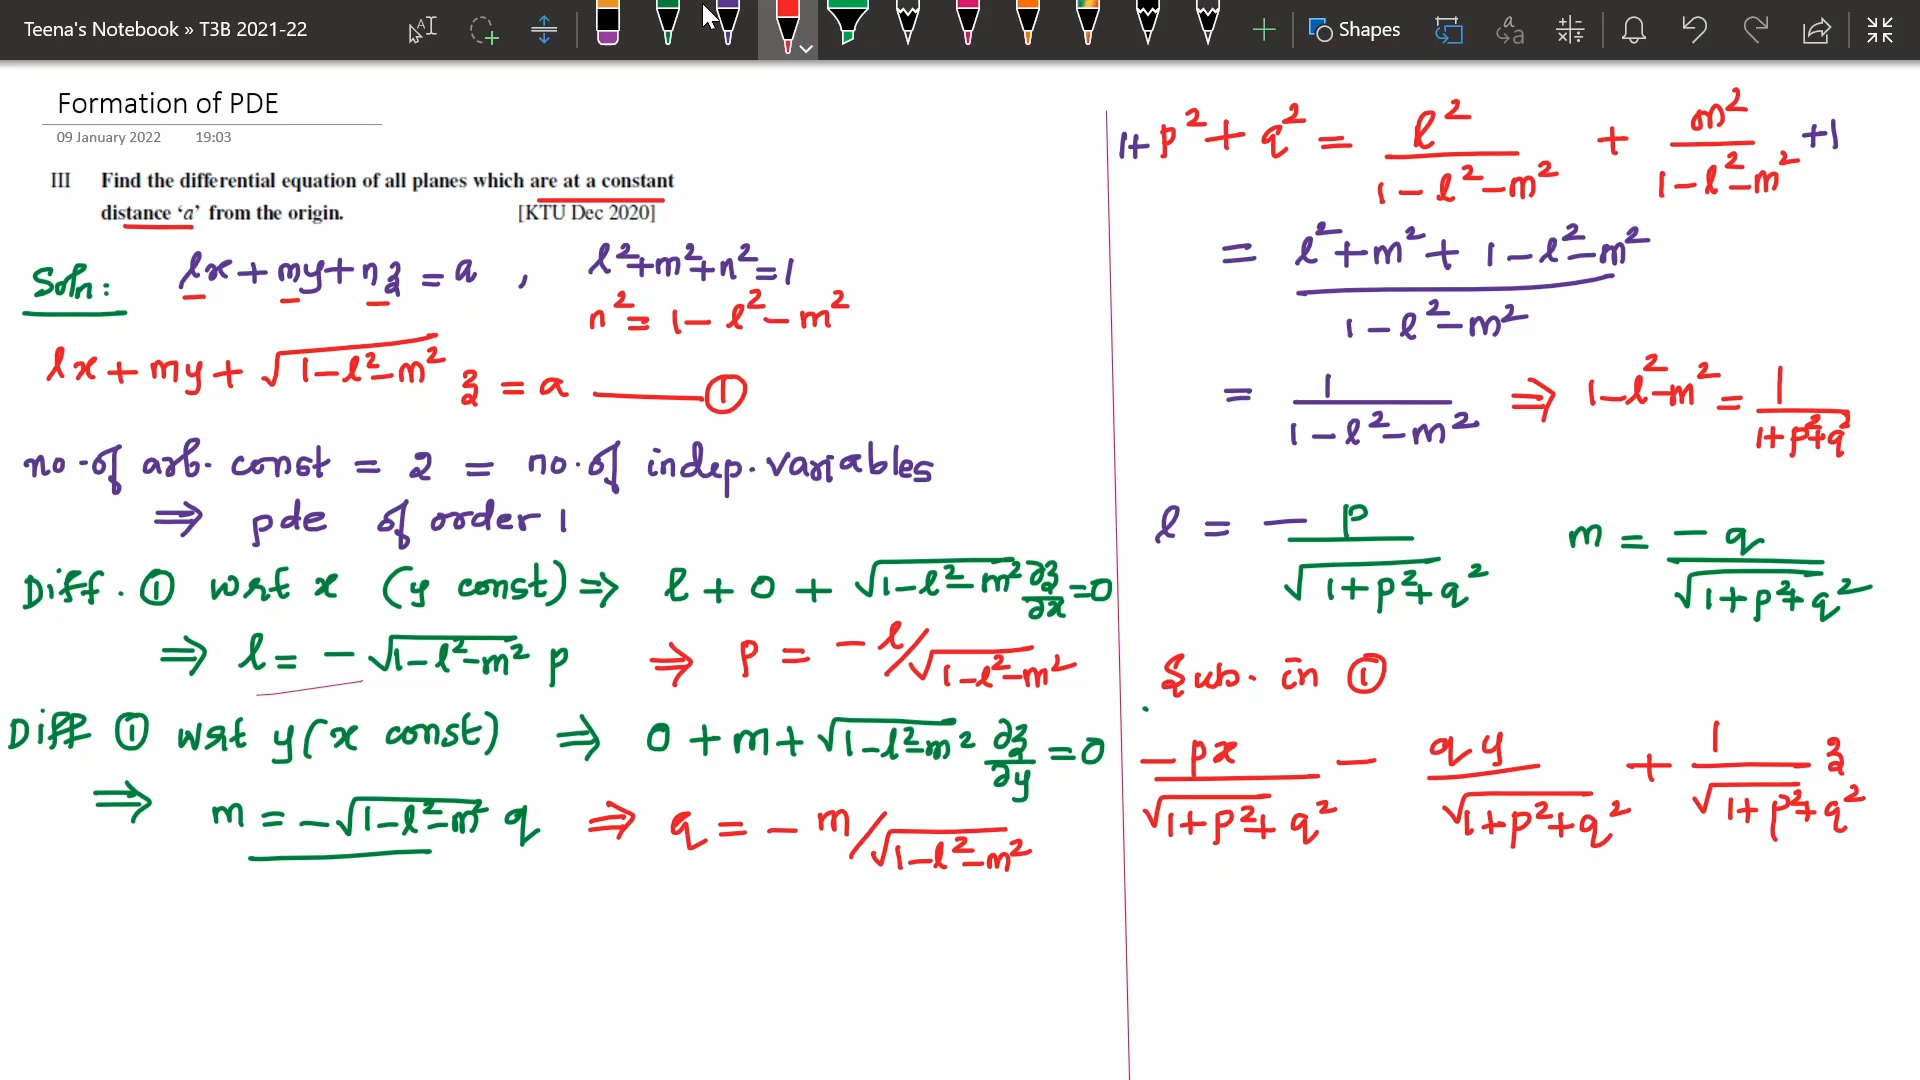 Teena's Notebook » T3B 2021-22
Shapes
Formation of PDE
09 January 2022 19:03
III Find the differential equation of all planes which are at a constant
distance ‘a’ from the origin. [KTU Dec 2020]
Soln: lx + my + nz = a , l² + m² + n² = 1
n² = 1 - l² - m²
lx + my + √(1-l²-m²) z = a ——— ①
no. of arb. const = 2 = no. of indep. variables
⇒ pde of order 1
Diff. ① wrt x (y const) ⇒ l + 0 + √(1-l²-m²) ∂z/∂x = 0
⇒ l = -√(1-l²-m²) p ⇒ p = -l/√(1-l²-m²)
Diff ① wrt y (x const) ⇒ 0 + m + √(1-l²-m²) ∂z/∂y = 0
⇒ m = -√(1-l²-m²) q ⇒ q = -m/√(1-l²-m²)
1+ p² + q² = l²/(1-l²-m²) + m²/(1-l²-m²) +1
= (l² + m² + 1 - l² - m²)/(1-l²-m²)
= 1/(1-l²-m²) ⇒ 1-l²-m² = 1/(1+p²+q²)
l = -p/√(1+p²+q²) m = -q/√(1+p²+q²)
Sub. in ①
-px/√(1+p²+q²) - qy/√(1+p²+q²) + 1/√(1+p²+q²) z